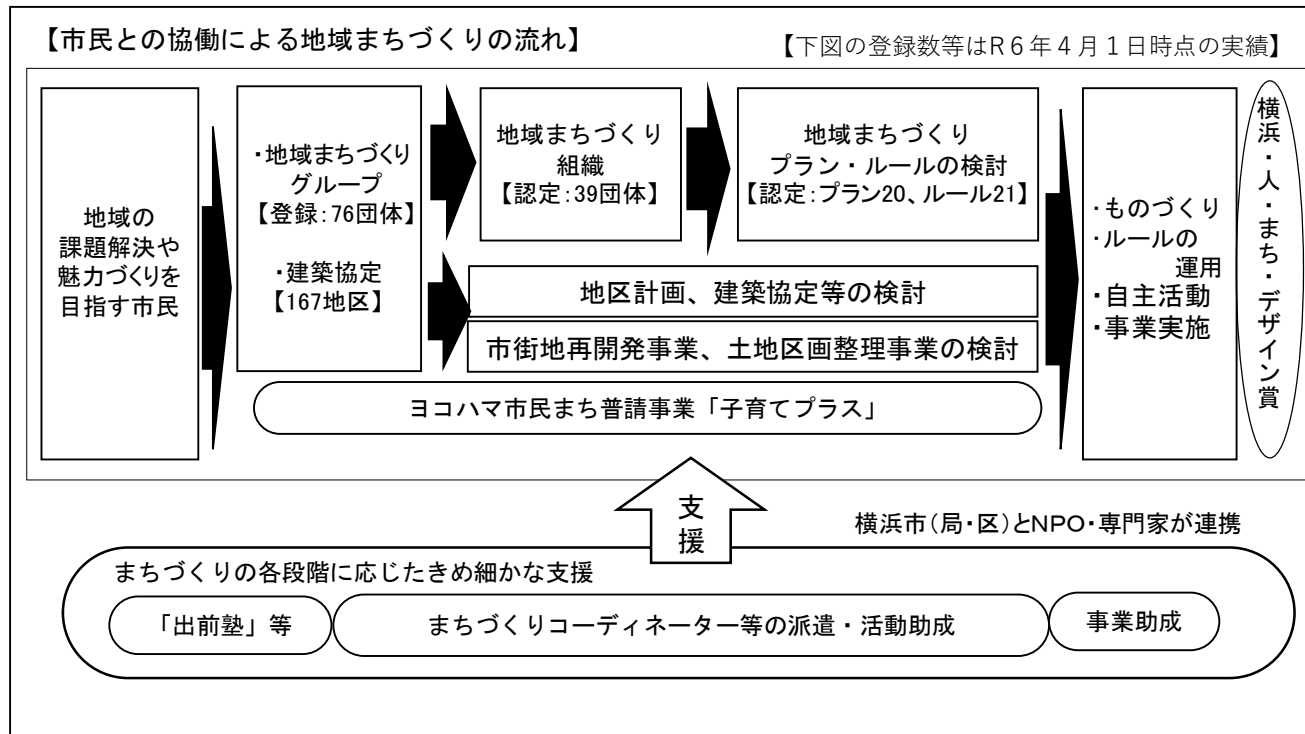 【市民との協働による地域まちづくりの流れ】
【下図の登録数等はR6年4月1日時点の実績】
地域の
課題解決や
魅力づくりを
目指す市民
・地域まちづくり
グループ
【登録:76団体】
・建築協定
【167地区】
地域まちづくり
組織
【認定:39団体】
地域まちづくり
プラン・ルールの検討
【認定:プラン20、ルール21】
地区計画、建築協定等の検討
市街地再開発事業、土地区画整理事業の検討
ヨコハマ市民まち普請事業「子育てプラス」
・ものづくり
・ルールの
運用
・自主活動
・事業実施
横浜・人・まち・デザイン賞
支
援
横浜市(局・区)とNPO・専門家が連携
まちづくりの各段階に応じたきめ細かな支援
「出前塾」等
まちづくりコーディネーター等の派遣・活動助成
事業助成